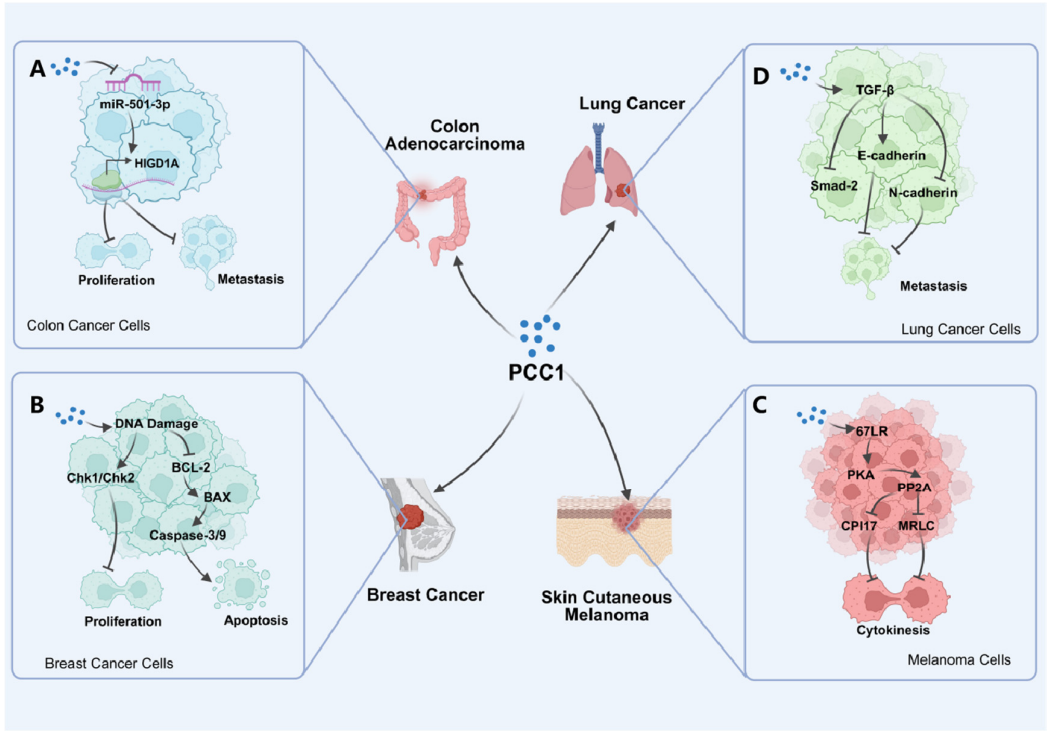 A
miR-501-3p
HIGD1A
Proliferation
Metastasis
Colon Cancer Cells
Colon
Adenocarcinoma
Lung Cancer
D
TGF-β
E-cadherin
Smad-2
N-cadherin
Metastasis
Lung Cancer Cells
PCC1
B
DNA Damage
BCL-2
Chk1/Chk2
BAX
Caspase-3/9
Proliferation
Apoptosis
Breast Cancer Cells
Breast Cancer
Skin Cutaneous
Melanoma
C
67LR
PKA
PP2A
CPI17
MRLC
Cytokinesis
Melanoma Cells